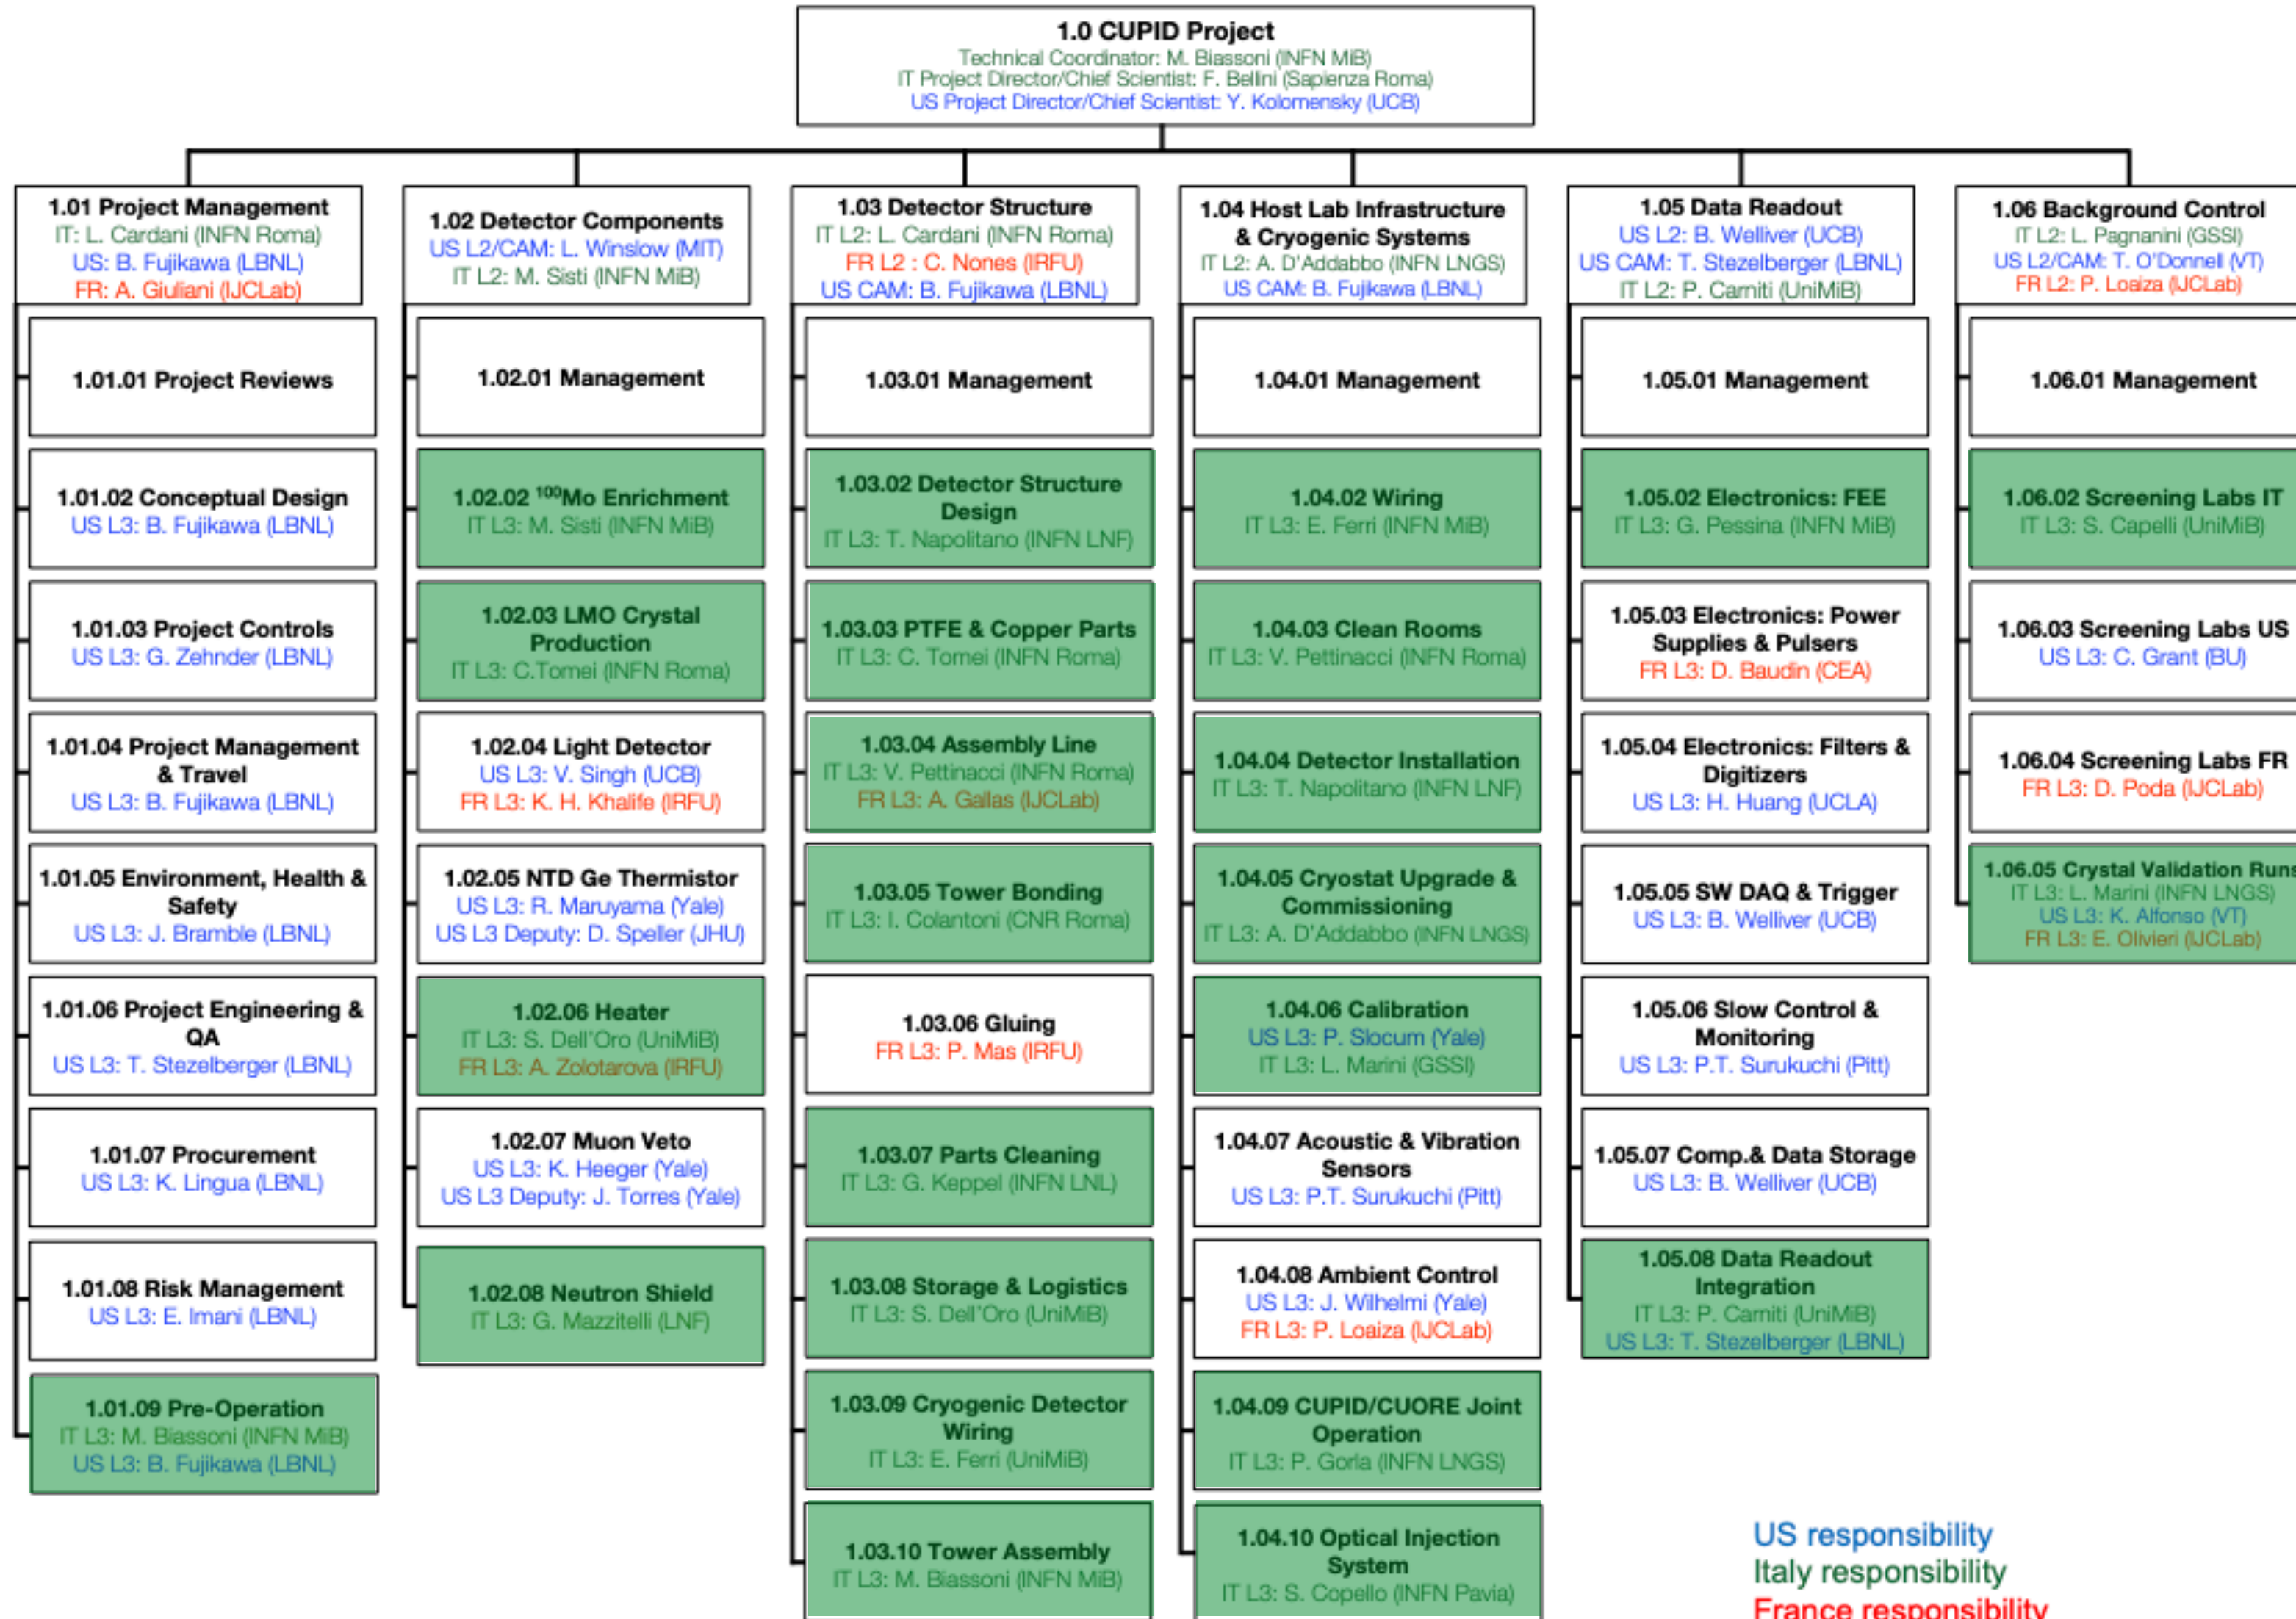 1.0 CUPID Project
Technical Coordinator: M. Biassoni (INFN MiB)
IT Project Director/Chief Scientist: F. Bellini (Sapienza Roma)
US Project Director/Chief Scientist: Y. Kolomensky (UCB)
1.01 Project Management
IT: L. Cardani (INFN Roma)
US: B. Fujikawa (LBNL)
FR: A. Giuliani (IJCLab)
1.01.01 Project Reviews
1.01.02 Conceptual Design
US L3: B. Fujikawa (LBNL)
1.01.03 Project Controls
US L3: G. Zehnder (LBNL)
1.01.04 Project Management
& Travel
US L3: B. Fujikawa (LBNL)
1.01.05 Environment, Health &
Safety
US L3: J. Bramble (LBNL)
1.01.06 Project Engineering &
QA
US L3: T. Stezelberger (LBNL)
1.01.07 Procurement
US L3: K. Lingua (LBNL)
1.01.08 Risk Management
US L3: E. Imani (LBNL)
1.01.09 Pre-Operation
IT L3: M. Biassoni (INFN MiB)
US L3: B. Fujikawa (LBNL)
1.02 Detector Components
US L2/CAM: L. Winslow (MIT)
IT L2: M. Sisti (INFN MiB)
1.02.01 Management
1.02.02 ¹⁰⁰Mo Enrichment
IT L3: M. Sisti (INFN MiB)
1.02.03 LMO Crystal
Production
IT L3: C.Tomei (INFN Roma)
1.02.04 Light Detector
US L3: V. Singh (UCB)
FR L3: K. H. Khalife (IRFU)
1.02.05 NTD Ge Thermistor
US L3: R. Maruyama (Yale)
US L3 Deputy: D. Speller (JHU)
1.02.06 Heater
IT L3: S. Dell'Oro (UniMiB)
FR L3: A. Zolotarova (IRFU)
1.02.07 Muon Veto
US L3: K. Heeger (Yale)
US L3 Deputy: J. Torres (Yale)
1.02.08 Neutron Shield
IT L3: G. Mazzitelli (LNF)
1.03 Detector Structure
IT L2: L. Cardani (INFN Roma)
FR L2 : C. Nones (IRFU)
US CAM: B. Fujikawa (LBNL)
1.03.01 Management
1.03.02 Detector Structure
Design
IT L3: T. Napolitano (INFN LNF)
1.03.03 PTFE & Copper Parts
IT L3: C. Tomei (INFN Roma)
1.03.04 Assembly Line
IT L3: V. Pettinacci (INFN Roma)
FR L3: A. Gallas (IJCLab)
1.03.05 Tower Bonding
IT L3: I. Colantoni (CNR Roma)
1.03.06 Gluing
FR L3: P. Mas (IRFU)
1.03.07 Parts Cleaning
IT L3: G. Keppel (INFN LNL)
1.03.08 Storage & Logistics
IT L3: S. Dell'Oro (UniMiB)
1.03.09 Cryogenic Detector
Wiring
IT L3: E. Ferri (UniMiB)
1.03.10 Tower Assembly
IT L3: M. Biassoni (INFN MiB)
1.04 Host Lab Infrastructure
& Cryogenic Systems
IT L2: A. D'Addabbo (INFN LNGS)
US CAM: B. Fujikawa (LBNL)
1.04.01 Management
1.04.02 Wiring
IT L3: E. Ferri (INFN MiB)
1.04.03 Clean Rooms
IT L3: V. Pettinacci (INFN Roma)
1.04.04 Detector Installation
IT L3: T. Napolitano (INFN LNF)
1.04.05 Cryostat Upgrade &
Commissioning
IT L3: A. D'Addabbo (INFN LNGS)
1.04.06 Calibration
US L3: P. Slocum (Yale)
IT L3: L. Marini (GSSI)
1.04.07 Acoustic & Vibration
Sensors
US L3: P.T. Surukuchi (Pitt)
1.04.08 Ambient Control
US L3: J. Wilhelmi (Yale)
FR L3: P. Loaiza (IJCLab)
1.04.09 CUPID/CUORE Joint
Operation
IT L3: P. Gorla (INFN LNGS)
1.04.10 Optical Injection
System
IT L3: S. Copello (INFN Pavia)
1.05 Data Readout
US L2: B. Welliver (UCB)
US CAM: T. Stezelberger (LBNL)
IT L2: P. Carniti (UniMiB)
1.05.01 Management
1.05.02 Electronics: FEE
IT L3: G. Pessina (INFN MiB)
1.05.03 Electronics: Power
Supplies & Pulsers
FR L3: D. Baudin (CEA)
1.05.04 Electronics: Filters &
Digitizers
US L3: H. Huang (UCLA)
1.05.05 SW DAQ & Trigger
US L3: B. Welliver (UCB)
1.05.06 Slow Control &
Monitoring
US L3: P.T. Surukuchi (Pitt)
1.05.07 Comp.& Data Storage
US L3: B. Welliver (UCB)
1.05.08 Data Readout
Integration
IT L3: P. Carniti (UniMiB)
US L3: T. Stezelberger (LBNL)
1.06 Background Control
IT L2: L. Pagnanini (GSSI)
US L2/CAM: T. O'Donnell (VT)
FR L2: P. Loaiza (IJCLab)
1.06.01 Management
1.06.02 Screening Labs IT
IT L3: S. Capelli (UniMiB)
1.06.03 Screening Labs US
US L3: C. Grant (BU)
1.06.04 Screening Labs FR
FR L3: D. Poda (IJCLab)
1.06.05 Crystal Validation Runs
IT L3: L. Marini (INFN LNGS)
US L3: K. Alfonso (VT)
FR L3: E. Olivieri (IJCLab)
US responsibility
Italy responsibility
France responsibility